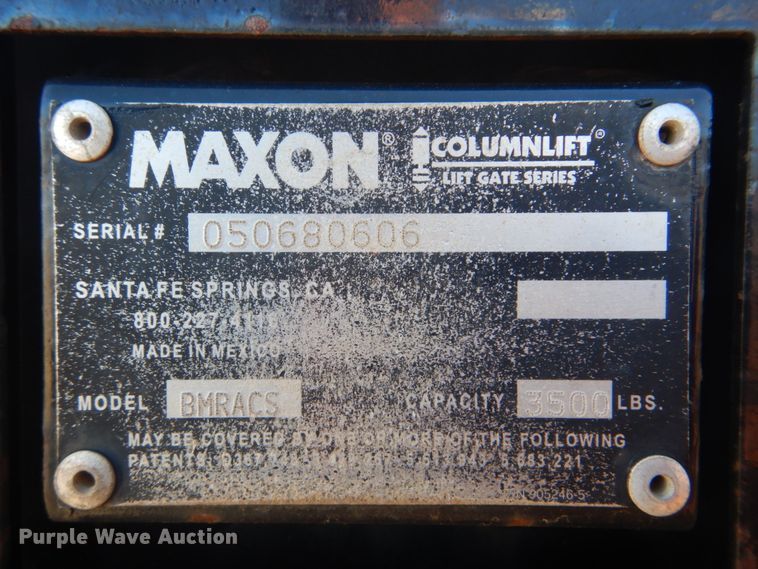 MAXON® COLUMNLIFT®
LIFT GATE SERIES
SERIAL # 050680606
SANTA FE SPRINGS, CA
MADE IN MEXICO
MODEL BMRACS CAPACITY 3500 LBS.
MAY BE COVERED BY ONE OR MORE OF THE FOLLOWING
PATENTS:
Purple Wave Auction